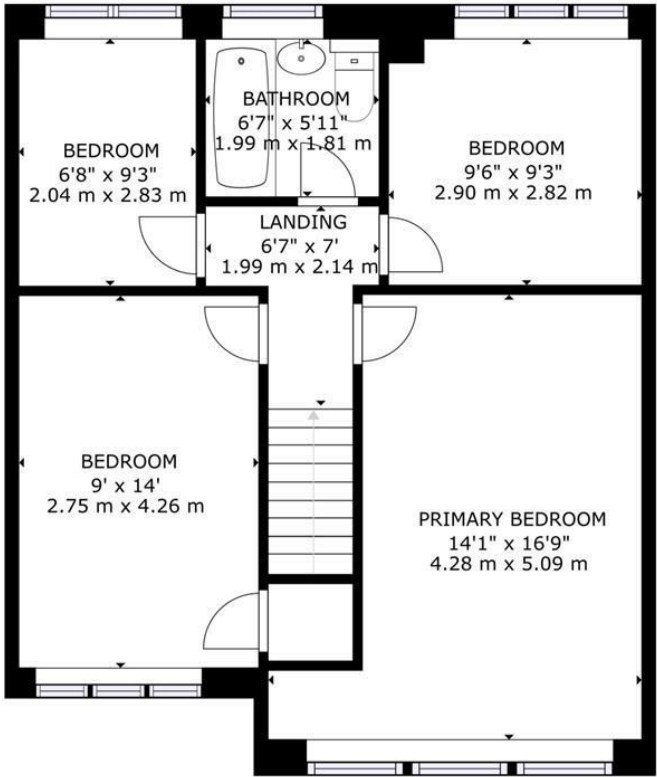 BEDROOM
6'8" x 9'3"
2.04 m x 2.83 m
BATHROOM
6'7" x 5'11"
1.99 m x 1.81 m
BEDROOM
9'6" x 9'3"
2.90 m x 2.82 m
LANDING
6'7" x 7'
1.99 m x 2.14 m
BEDROOM
9' x 14'
2.75 m x 4.26 m
PRIMARY BEDROOM
14'1" x 16'9"
4.28 m x 5.09 m